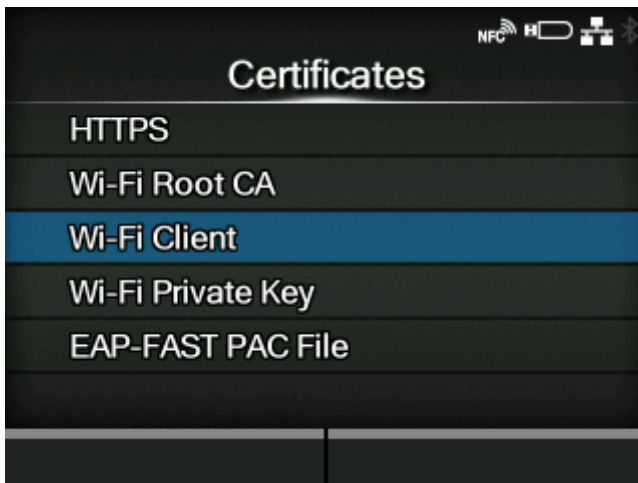 NFC
Certificates
HTTPS
Wi-Fi Root CA
Wi-Fi Client
Wi-Fi Private Key
EAP-FAST PAC File